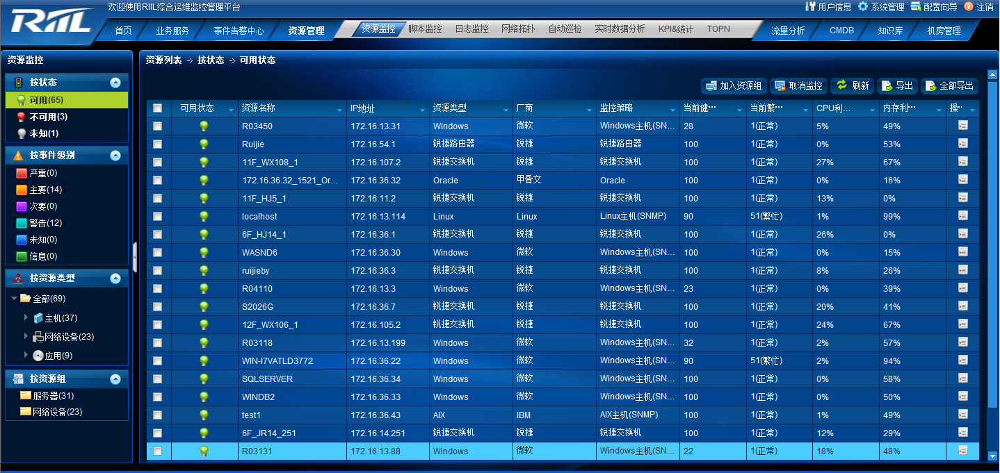 RIIL
欢迎使用RIIL综合运维监控管理平台
用户信息 系统管理 配置向导 注销
首页 业务服务 事件告警中心 资源管理 资源监控 脚本监控 日志监控 网络拓扑 自动巡检 实时数据分析 KPI&统计 TOPN 流量分析 CMDB 知识库 机房管理
资源监控
按状态
可用(65)
不可用(3)
未知(1)
按事件级别
严重(0)
主要(14)
次要(0)
警告(12)
未知(0)
信息(0)
按资源类型
全部(69)
主机(37)
网络设备(23)
应用(9)
按资源组
服务器(31)
网络设备(23)
资源列表 -> 按状态 -> 可用状态
加入资源组 取消监控 刷新 导出 全部导出
可用状态 资源名称 IP地址 资源类型 厂商 监控策略 当前健… 当前繁… CPU利... 内存利… 操…
R03450 172.16.13.31 Windows 微软 Windows主机(SN... 28 1(正常) 5% 49%
Ruijie 172.16.54.1 锐捷路由器 锐捷 锐捷路由器 100 1(正常) 0% 53%
11F_WX108_1 172.16.107.2 锐捷交换机 锐捷 锐捷交换机 100 1(正常) 27% 67%
172.16.36.32_1521_Or... 172.16.36.32 Oracle 甲骨文 Oracle 100 1(正常) 0% 16%
11F_HJ5_1 172.16.11.2 锐捷交换机 锐捷 锐捷交换机 100 1(正常) 13% 0%
localhost 172.16.13.114 Linux Linux Linux主机(SNMP) 90 51(繁忙) 1% 99%
6F_HJ14_1 172.16.36.1 锐捷交换机 锐捷 锐捷交换机 100 1(正常) 26% 0%
WASND6 172.16.36.30 Windows 微软 Windows主机(SN... 100 1(正常) 0% 15%
ruijieby 172.16.36.3 锐捷交换机 锐捷 锐捷交换机 100 1(正常) 8% 26%
R04110 172.16.13.3 Windows 微软 Windows主机(SN... 23 1(正常) 0% 39%
S2026G 172.16.36.7 锐捷交换机 锐捷 锐捷交换机 100 1(正常) 20% 41%
12F_WX106_1 172.16.105.2 锐捷交换机 锐捷 锐捷交换机 100 1(正常) 24% 67%
R03118 172.16.13.199 Windows 微软 Windows主机(SN... 32 1(正常) 2% 57%
WIN-I7VATLD3772 172.16.36.22 Windows 微软 Windows主机(SN... 90 51(繁忙) 2% 94%
SQLSERVER 172.16.36.34 Windows 微软 Windows主机(SN... 100 1(正常) 0% 58%
WINDB2 172.16.36.33 Windows 微软 Windows主机(SN... 100 1(正常) 0% 50%
test1 172.16.36.43 AIX IBM AIX主机(SNMP) 100 1(正常) 1% 49%
6F_JR14_251 172.16.14.251 锐捷交换机 锐捷 锐捷交换机 100 1(正常) 12% 29%
R03131 172.16.13.88 Windows 微软 Windows主机(SN... 22 1(正常) 18% 48%